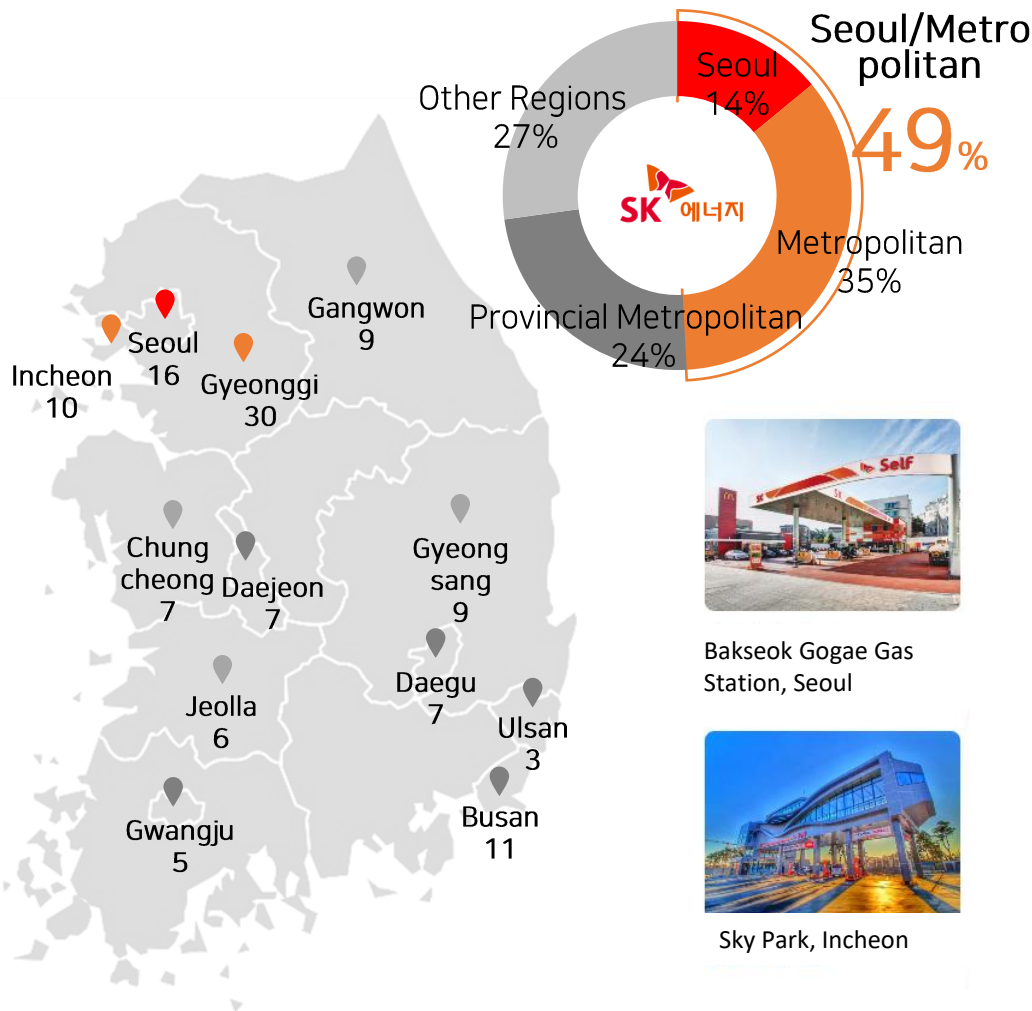 Seoul/Metro
politan
49%
Seoul
14%
Other Regions
27%
SK 에너지
Metropolitan
35%
Provincial Metropolitan
24%
Gangwon
9
Seoul
16
Incheon
10
Gyeonggi
30
Chung
cheong
7
Daejeon
7
Gyeong
sang
9
Daegu
7
Jeolla
6
Ulsan
3
Busan
11
Gwangju
5
Self
SK
SK
Bakseok Gogae Gas
Station, Seoul
Sky Park, Incheon